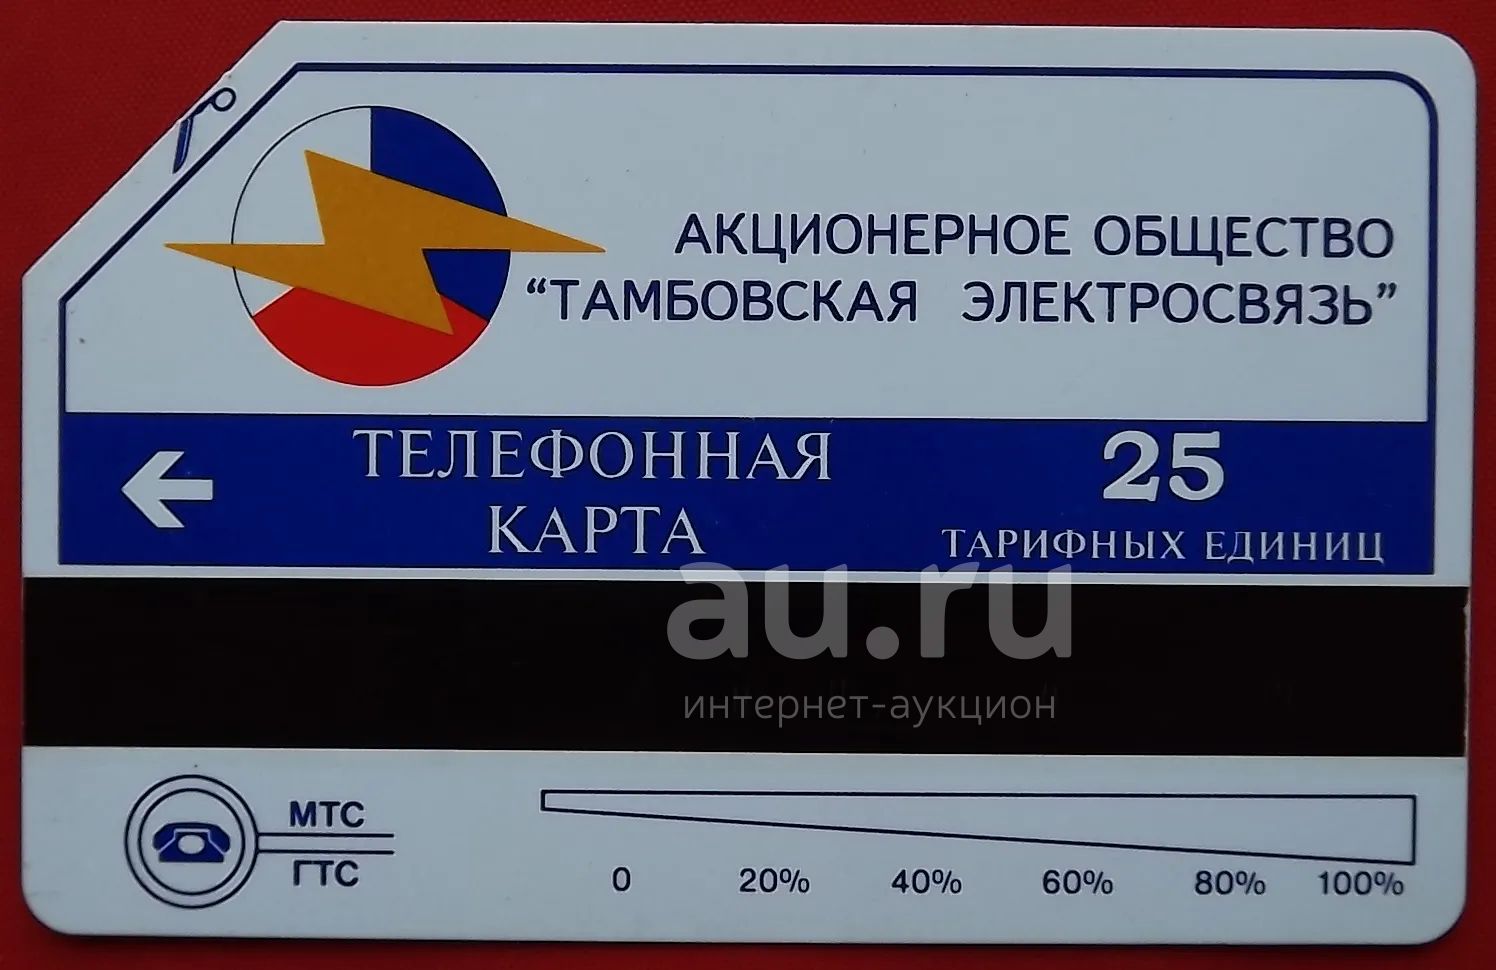 АКЦИОНЕРНОЕ ОБЩЕСТВО
“ТАМБОВСКАЯ ЭЛЕКТРОСВЯЗЬ”
ТЕЛЕФОННАЯ
КАРТА
25
ТАРИФНЫХ ЕДИНИЦ
au.ru
интернет-аукцион
МТС
ГТС
0 20% 40% 60% 80% 100%